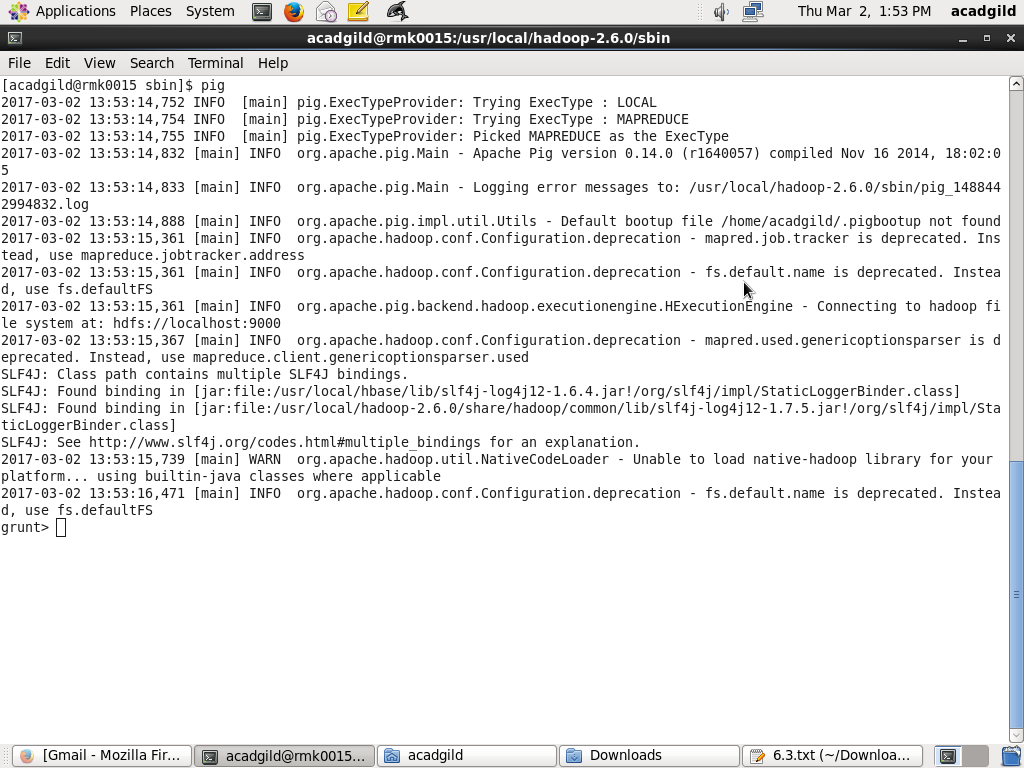 Applications Places System Thu Mar 2, 1:53 PM acadgild
acadgild@rmk0015:/usr/local/hadoop-2.6.0/sbin
File Edit View Search Terminal Help
[acadgild@rmk0015 sbin]$ pig
2017-03-02 13:53:14,752 INFO  [main] pig.ExecTypeProvider: Trying ExecType : LOCAL
2017-03-02 13:53:14,754 INFO  [main] pig.ExecTypeProvider: Trying ExecType : MAPREDUCE
2017-03-02 13:53:14,755 INFO  [main] pig.ExecTypeProvider: Picked MAPREDUCE as the ExecType
2017-03-02 13:53:14,832 [main] INFO  org.apache.pig.Main - Apache Pig version 0.14.0 (r1640057) compiled Nov 16 2014, 18:02:0
5
2017-03-02 13:53:14,833 [main] INFO  org.apache.pig.Main - Logging error messages to: /usr/local/hadoop-2.6.0/sbin/pig_148844
2994832.log
2017-03-02 13:53:14,888 [main] INFO  org.apache.pig.impl.util.Utils - Default bootup file /home/acadgild/.pigbootup not found
2017-03-02 13:53:15,361 [main] INFO  org.apache.hadoop.conf.Configuration.deprecation - mapred.job.tracker is deprecated. Ins
tead, use mapreduce.jobtracker.address
2017-03-02 13:53:15,361 [main] INFO  org.apache.hadoop.conf.Configuration.deprecation - fs.default.name is deprecated. Instea
d, use fs.defaultFS
2017-03-02 13:53:15,361 [main] INFO  org.apache.pig.backend.hadoop.executionengine.HExecutionEngine - Connecting to hadoop fi
le system at: hdfs://localhost:9000
2017-03-02 13:53:15,367 [main] INFO  org.apache.hadoop.conf.Configuration.deprecation - mapred.used.genericoptionsparser is d
eprecated. Instead, use mapreduce.client.genericoptionsparser.used
SLF4J: Class path contains multiple SLF4J bindings.
SLF4J: Found binding in [jar:file:/usr/local/hbase/lib/slf4j-log4j12-1.6.4.jar!/org/slf4j/impl/StaticLoggerBinder.class]
SLF4J: Found binding in [jar:file:/usr/local/hadoop-2.6.0/share/hadoop/common/lib/slf4j-log4j12-1.7.5.jar!/org/slf4j/impl/Sta
ticLoggerBinder.class]
SLF4J: See http://www.slf4j.org/codes.html#multiple_bindings for an explanation.
2017-03-02 13:53:15,739 [main] WARN  org.apache.hadoop.util.NativeCodeLoader - Unable to load native-hadoop library for your
platform... using builtin-java classes where applicable
2017-03-02 13:53:16,471 [main] INFO  org.apache.hadoop.conf.Configuration.deprecation - fs.default.name is deprecated. Instea
d, use fs.defaultFS
grunt>
[Gmail - Mozilla Fir... acadgild@rmk0015... acadgild Downloads 6.3.txt (~/Downloa...